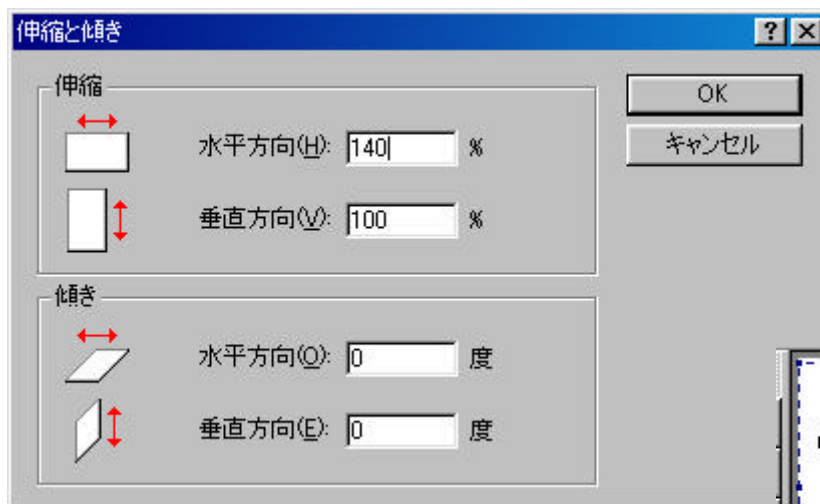 伸縮と傾き
伸縮
水平方向(H): 140 %
垂直方向(V): 100 %
傾き
水平方向(O): 0 度
垂直方向(E): 0 度
OK
キャンセル